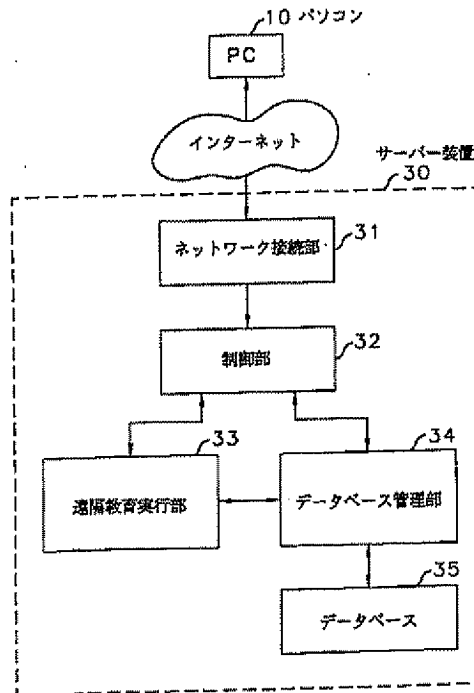 10 パソコン
PC
インターネット
サーバー装置
30
31
ネットワーク接続部
32
制御部
33
遠隔教育実行部
34
データベース管理部
35
データベース